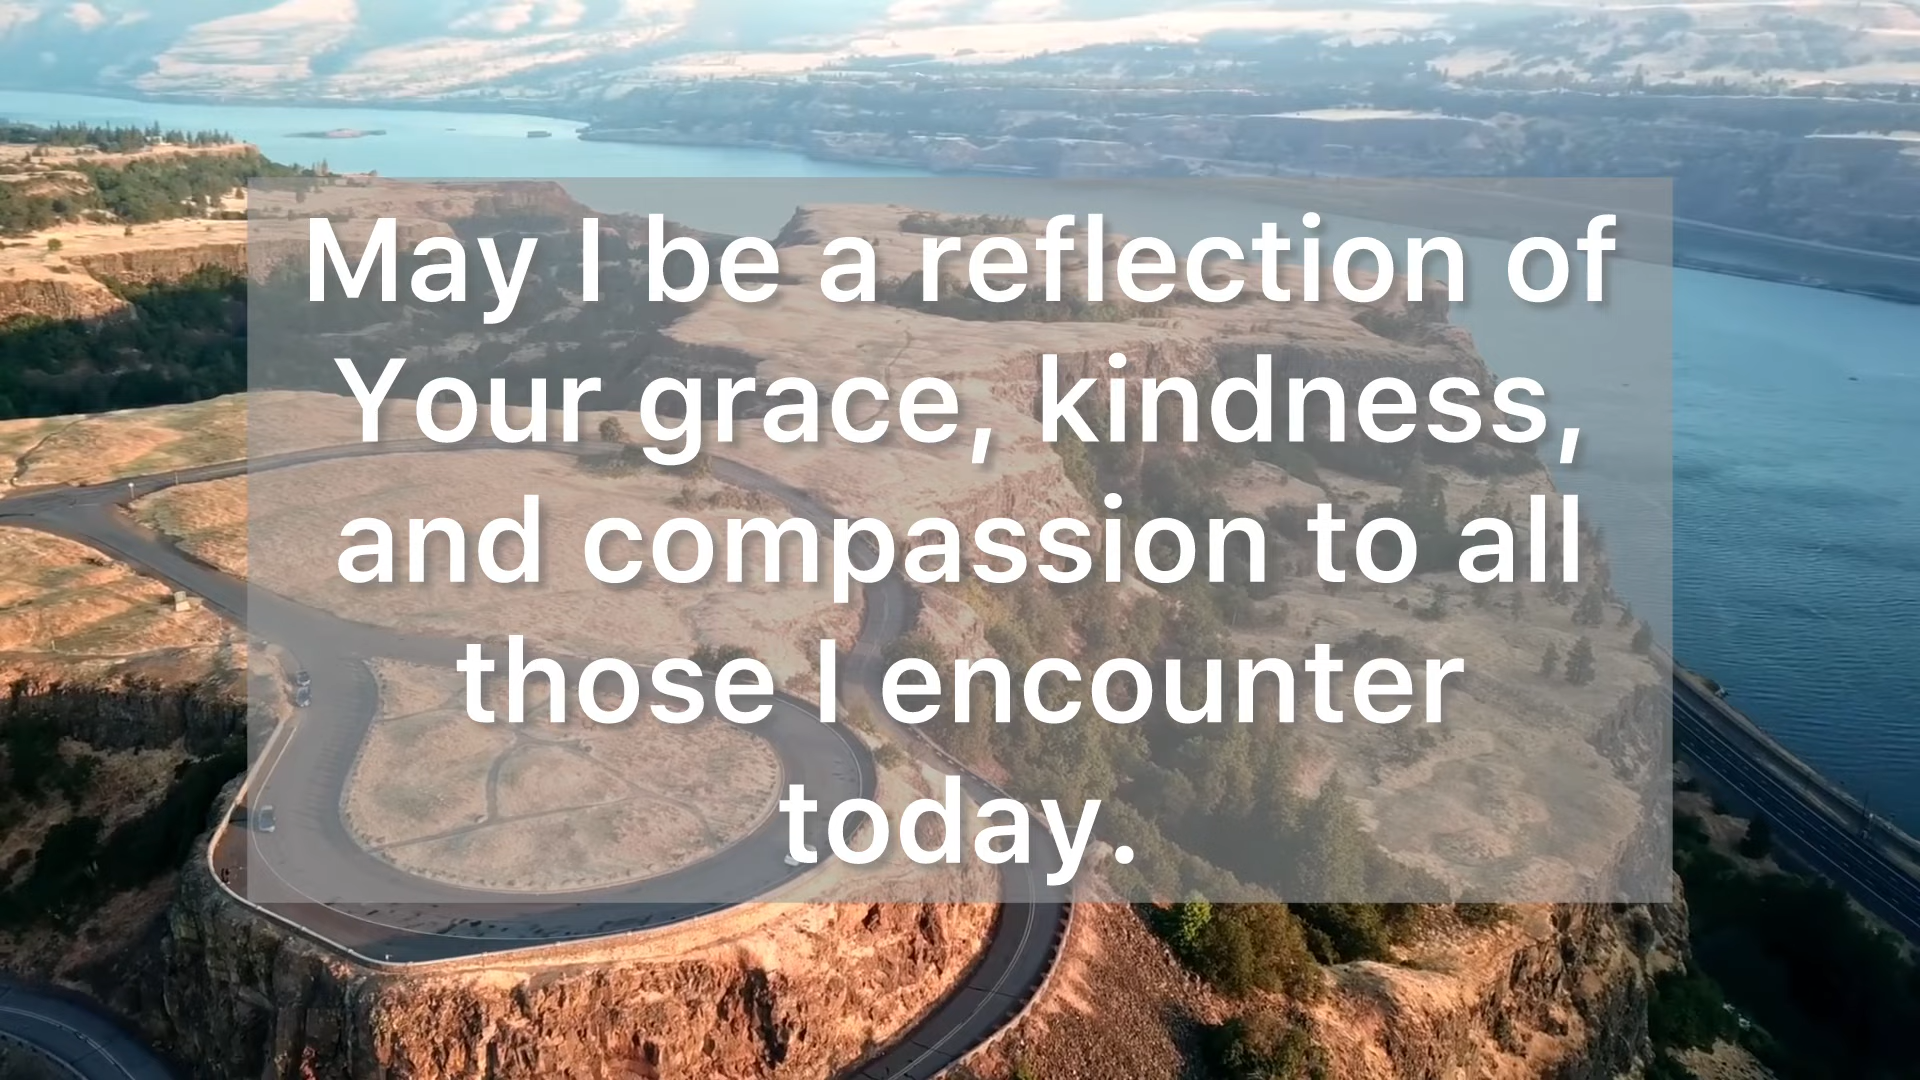 May I be a reflection of
Your grace, kindness,
and compassion to all
those I encounter
today.